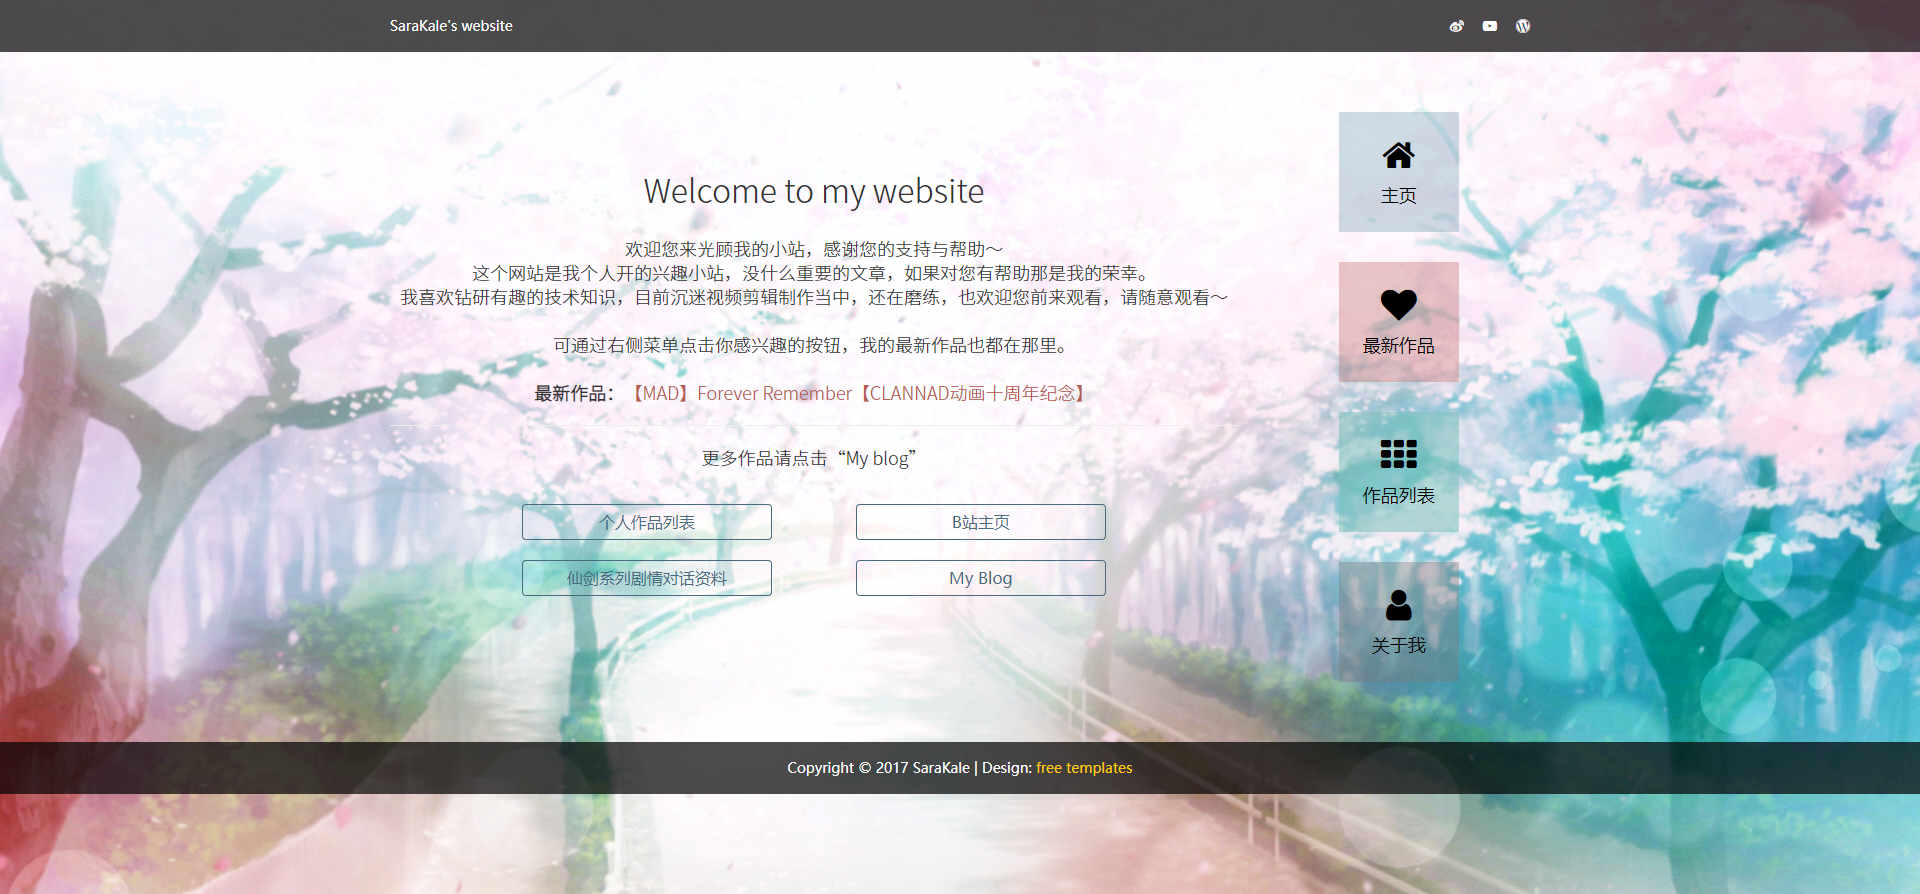 SaraKale's website
Welcome to my website
欢迎您来光顾我的小站，感谢您的支持与帮助～
这个网站是我个人开的兴趣小站，没什么重要的文章，如果对您有帮助那是我的荣幸。
我喜欢钻研有趣的技术知识，目前沉迷视频剪辑制作当中，还在磨练，也欢迎您前来观看，请随意观看～
可通过右侧菜单点击你感兴趣的按钮，我的最新作品也都在那里。
最新作品：【MAD】Forever Remember【CLANNAD动画十周年纪念】
更多作品请点击“My blog”
个人作品列表
B站主页
仙剑系列剧情对话资料
My Blog
主页
最新作品
作品列表
关于我
Copyright © 2017 SaraKale | Design: free templates